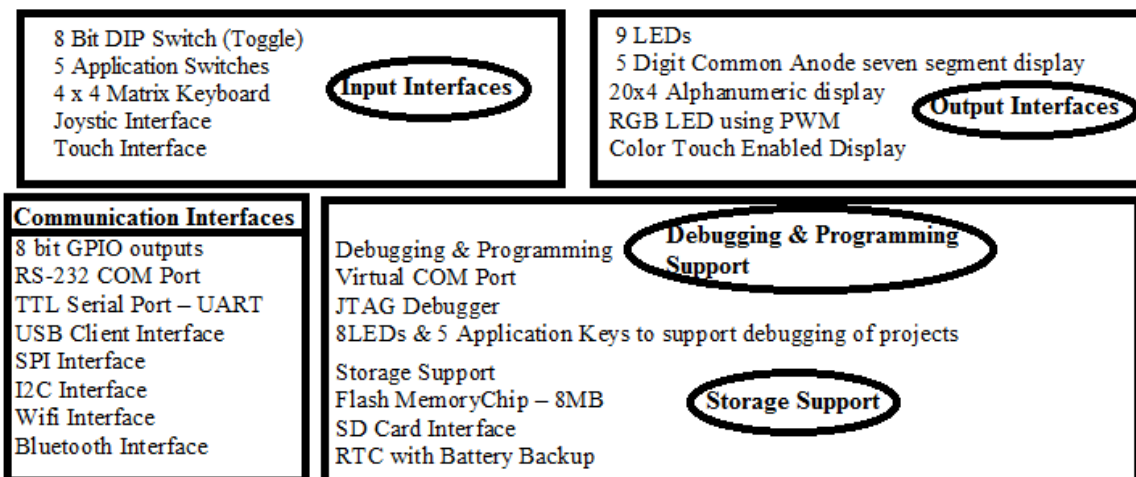 8 Bit DIP Switch (Toggle)
5 Application Switches
4 x 4 Matrix Keyboard
Joystic Interface
Touch Interface
Input Interfaces
9 LEDs
5 Digit Common Anode seven segment display
20x4 Alphanumeric display
RGB LED using PWM
Color Touch Enabled Display
Output Interfaces
Communication Interfaces
8 bit GPIO outputs
RS-232 COM Port
TTL Serial Port – UART
USB Client Interface
SPI Interface
I2C Interface
Wifi Interface
Bluetooth Interface
Debugging & Programming
Support
Debugging & Programming
Virtual COM Port
JTAG Debugger
8LEDs & 5 Application Keys to support debugging of projects
Storage Support
Flash MemoryChip – 8MB
SD Card Interface
RTC with Battery Backup
Storage Support